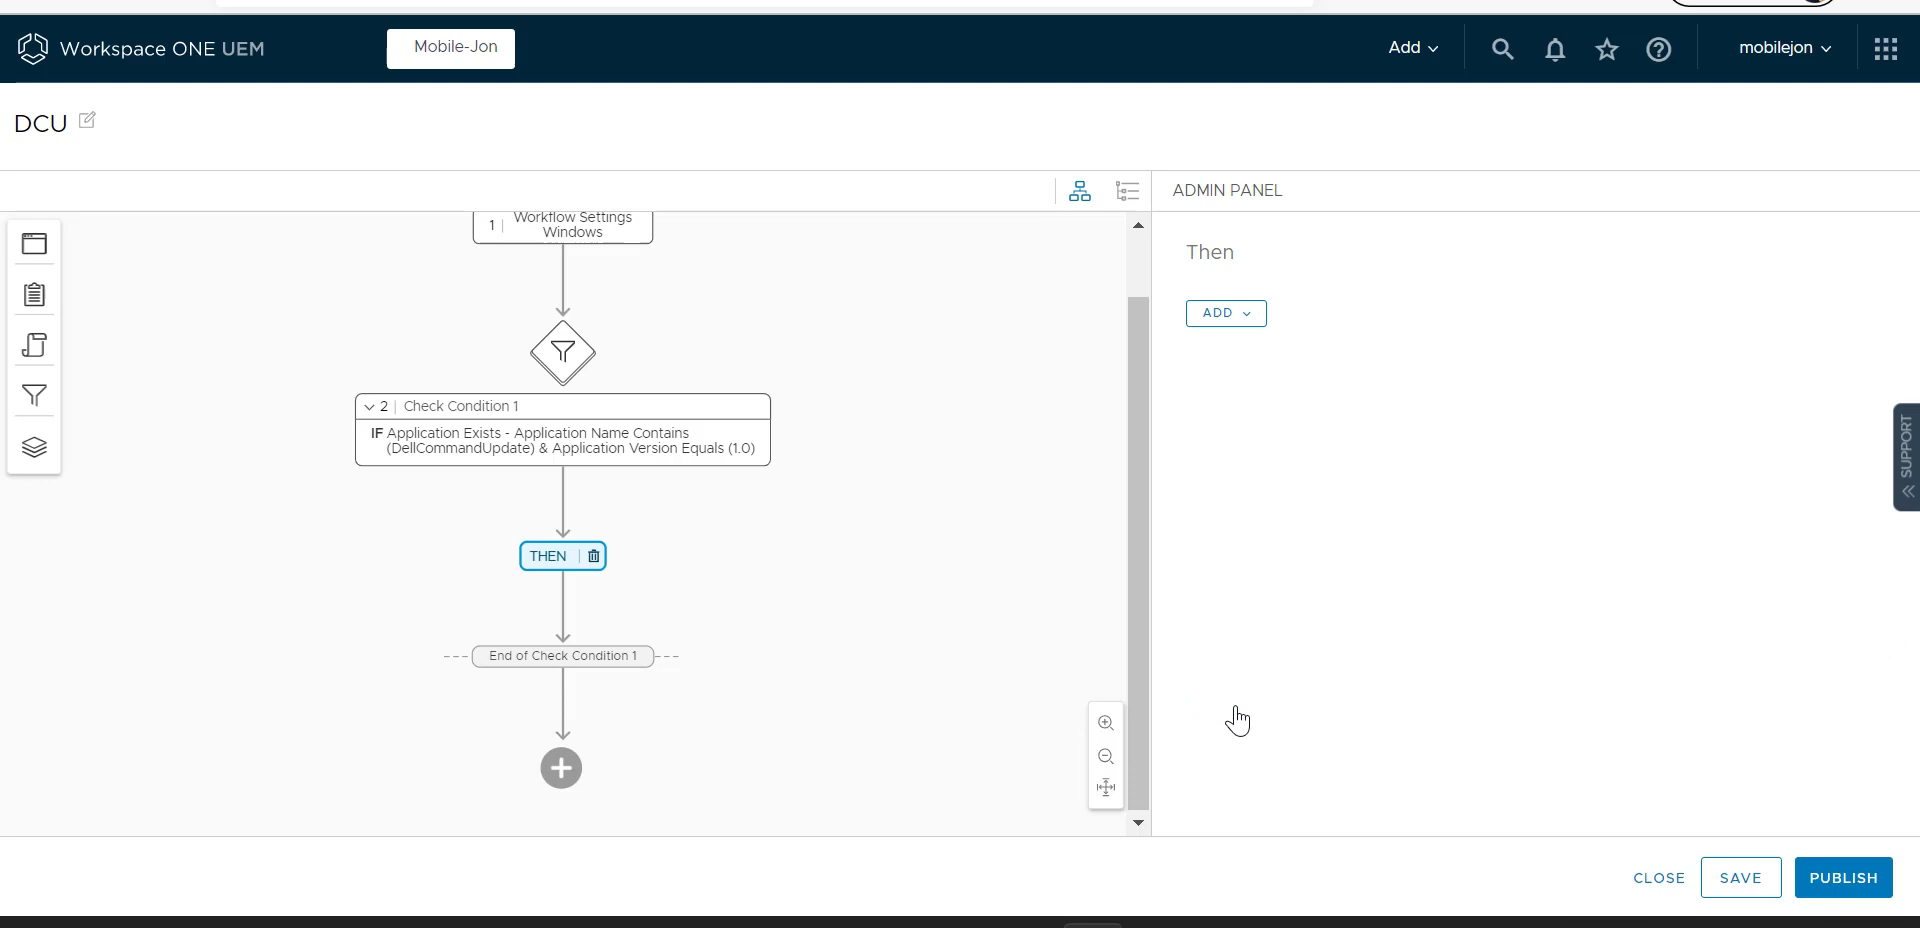 Workspace ONE UEM
Mobile-Jon
Add
mobilejon
DCU
ADMIN PANEL
1 Workflow Settings
Windows
Then
ADD
2 Check Condition 1
IF Application Exists - Application Name Contains
(DellCommandUpdate) & Application Version Equals (1.0)
SUPPORT
THEN
End of Check Condition 1
CLOSE
SAVE
PUBLISH